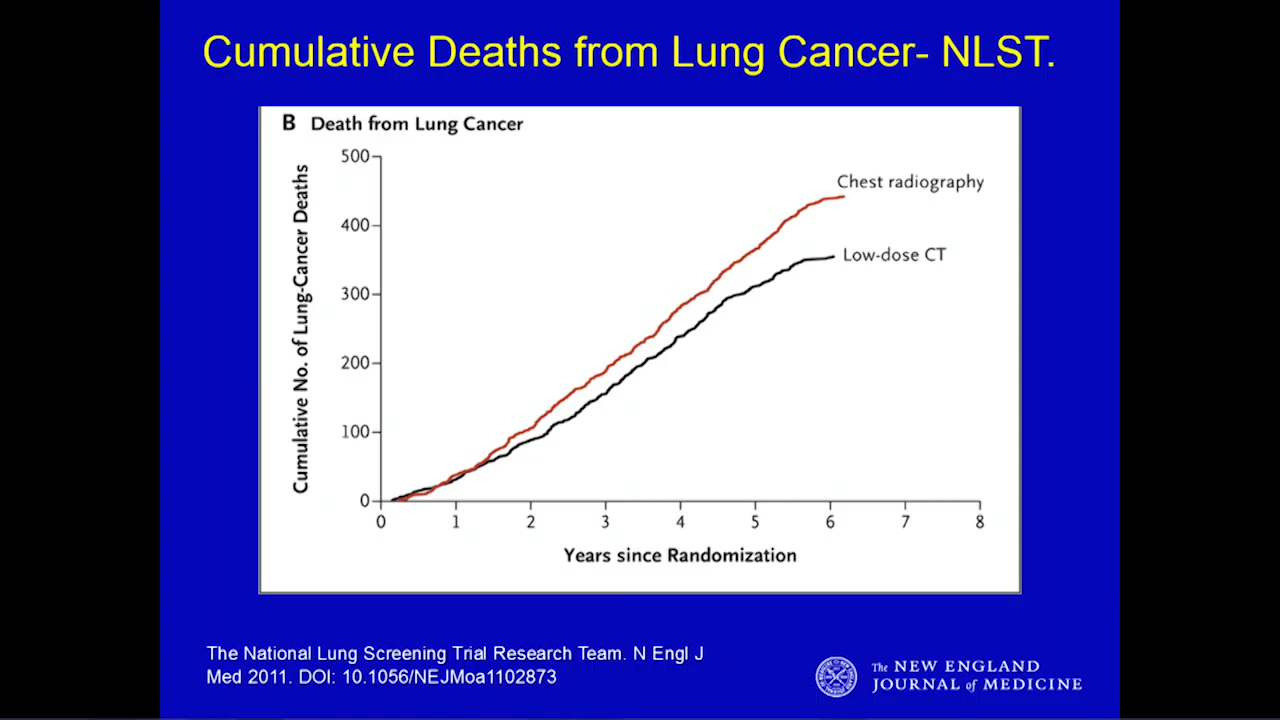 Cumulative Deaths from Lung Cancer- NLST.
B Death from Lung Cancer
Cumulative No. of Lung-Cancer Deaths
500
400
300
200
100
0
Chest radiography
Low-dose CT
0 1 2 3 4 5 6 7 8
Years since Randomization
The National Lung Screening Trial Research Team. N Engl J
Med 2011. DOI: 10.1056/NEJMoa1102873
The NEW ENGLAND
JOURNAL of MEDICINE